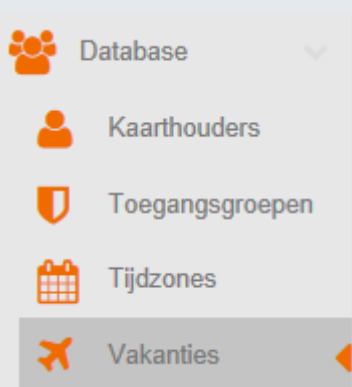 Database
Kaarthouders
Toegangsgroepen
Tijdzones
Vakanties